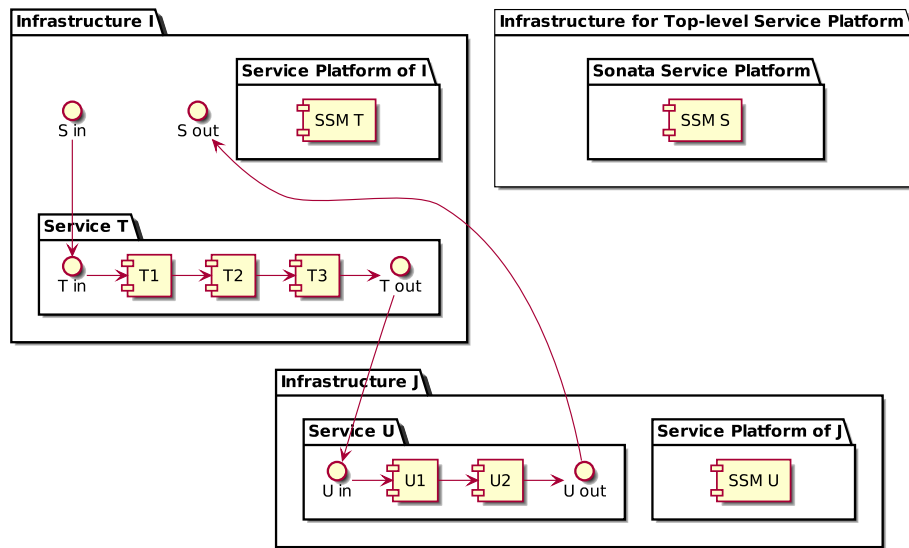 Infrastructure I
Infrastructure for Top-level Service Platform
Service Platform of I
Sonata Service Platform
SSM T
SSM S
S in
S out
Service T
T1
T2
T3
T in
T out
Infrastructure J
Service U
Service Platform of J
U1
U2
SSM U
U in
U out